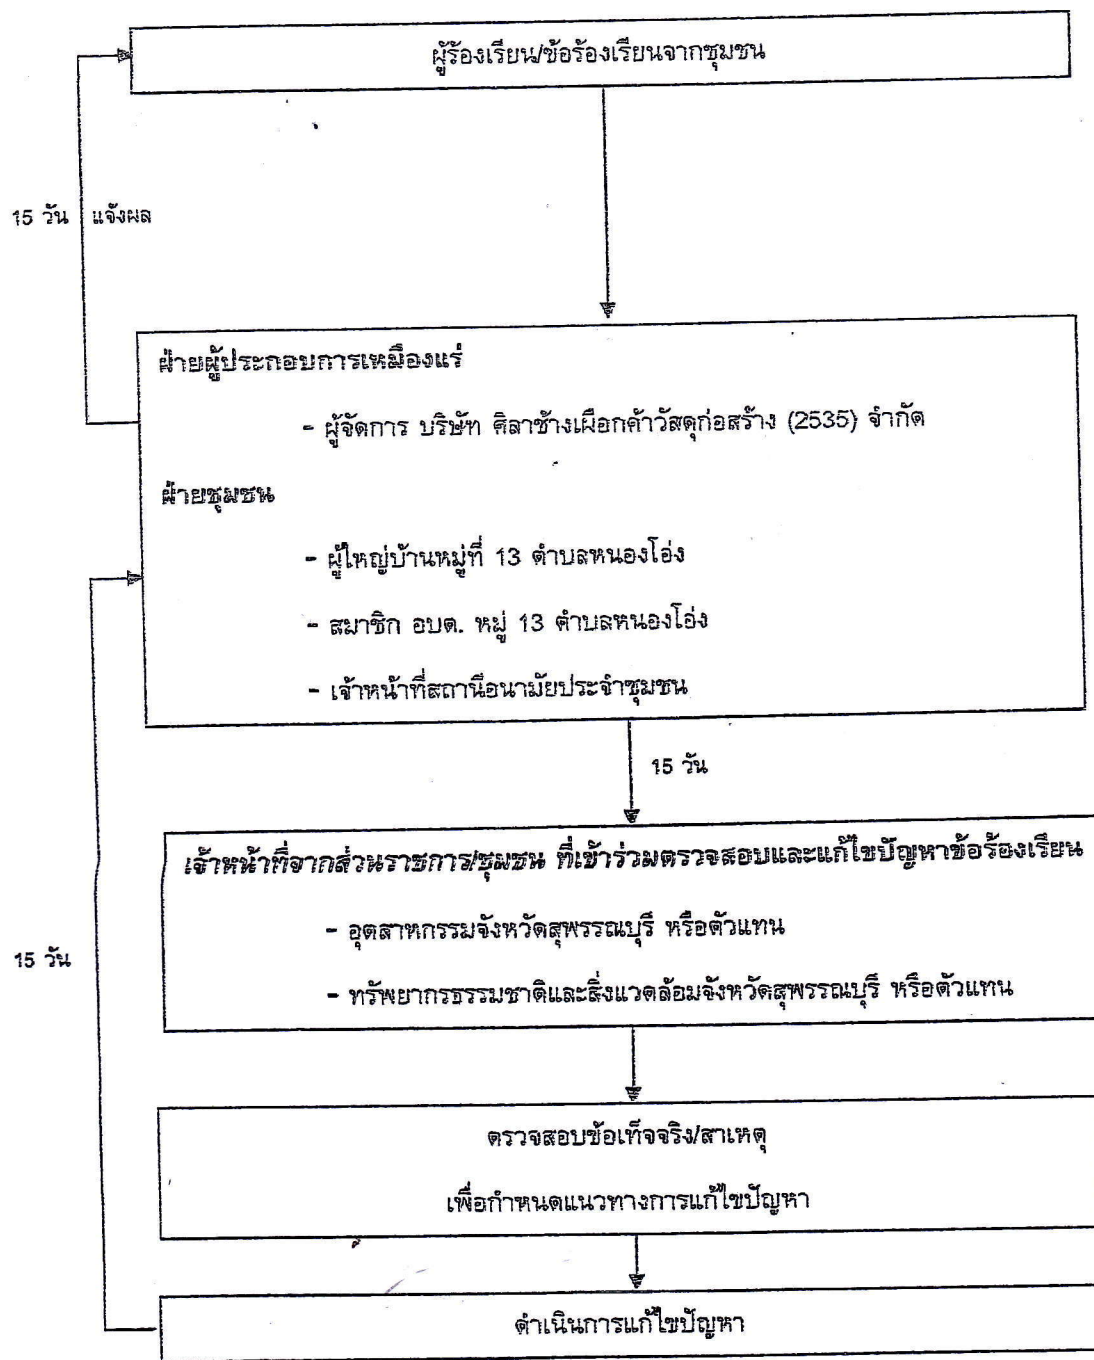 ผู้ร้องเรียน/ข้อร้องเรียนจากชุมชน
15 วัน แจ้งผล
ฝ่ายผู้ประกอบการเหมืองแร่
- ผู้จัดการ บริษัท ศิลาช้างเผือกค้าวัสดุก่อสร้าง (2535) จำกัด
ฝ่ายชุมชน
- ผู้ใหญ่บ้านหมู่ที่ 13 ตำบลหนองโอ่ง
- สมาชิก อบต. หมู่ 13 ตำบลหนองโอ่ง
- เจ้าหน้าที่สถานีอนามัยประจำชุมชน
15 วัน
เจ้าหน้าที่จากส่วนราชการ/ชุมชน ที่เข้าร่วมตรวจสอบและแก้ไขปัญหาข้อร้องเรียน
- อุตสาหกรรมจังหวัดสุพรรณบุรี หรือตัวแทน
15 วัน
- ทรัพยากรธรรมชาติและสิ่งแวดล้อมจังหวัดสุพรรณบุรี หรือตัวแทน
ตรวจสอบข้อเท็จจริง/สาเหตุ
เพื่อกำหนดแนวทางการแก้ไขปัญหา
ดำเนินการแก้ไขปัญหา